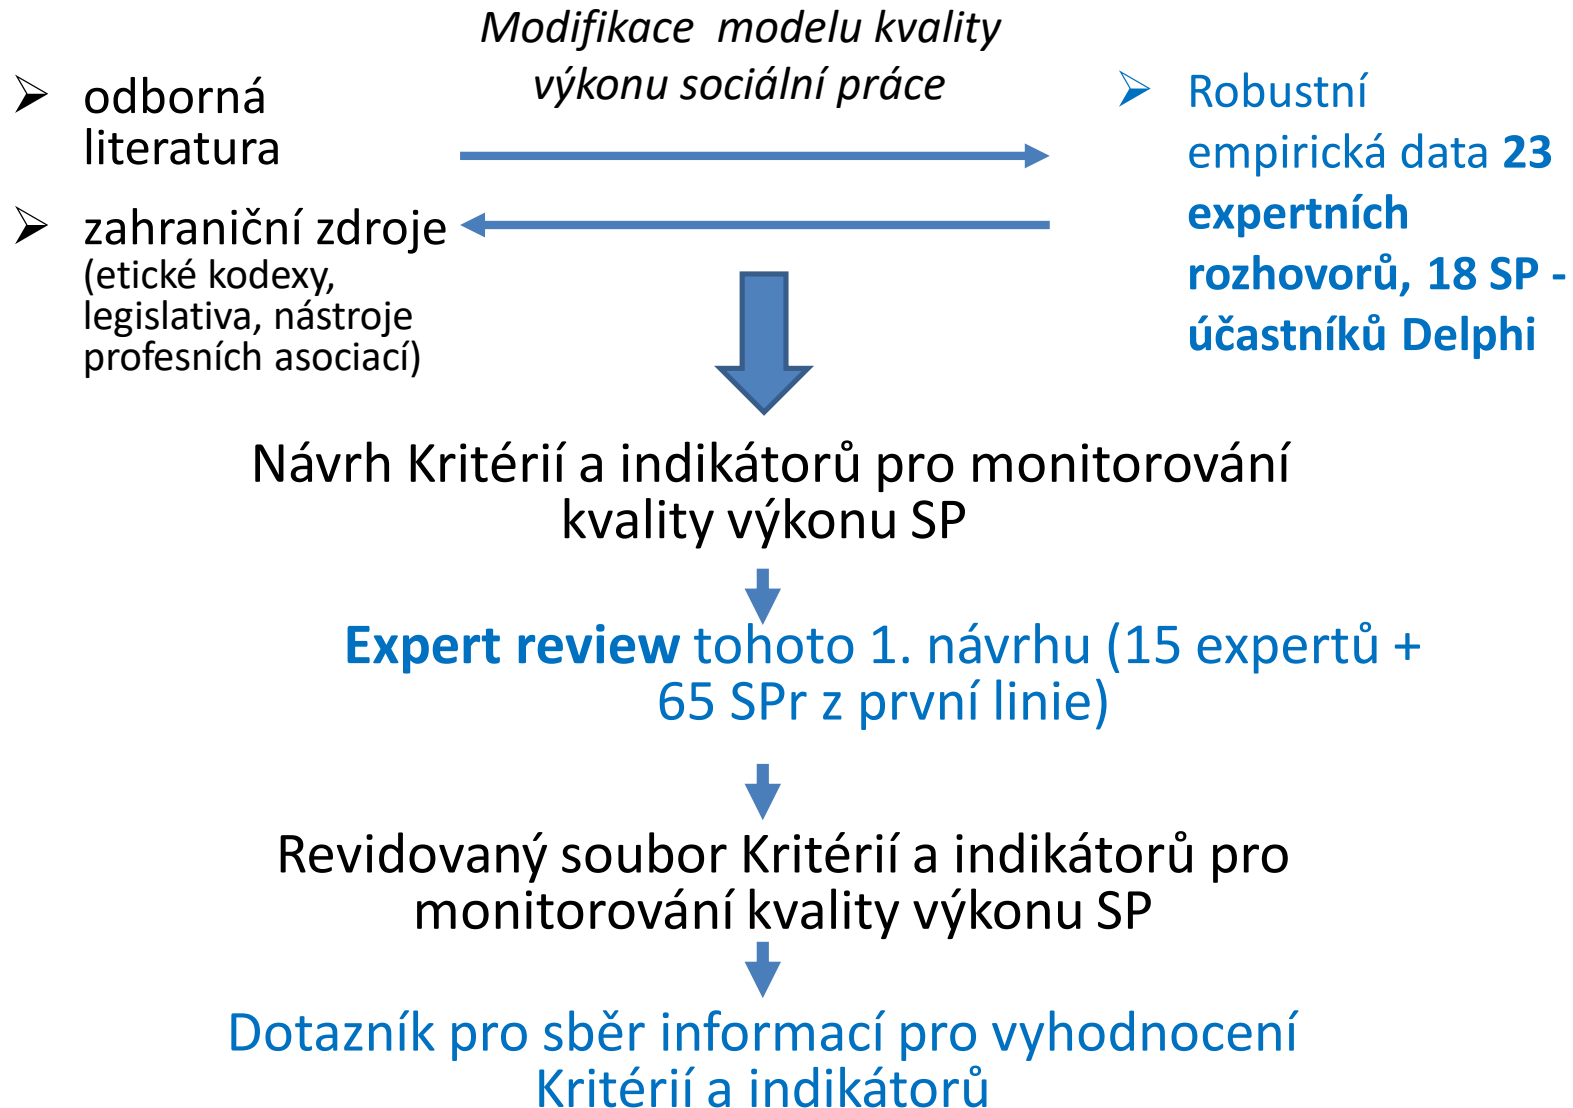 Modifikace modelu kvality
výkonu sociální práce
odborná
literatura
zahraniční zdroje
(etické kodexy,
legislativa, nástroje
profesních asociací)
Robustní
empirická data 23
expertních
rozhovorů, 18 SP -
účastníků Delphi
Návrh Kritérií a indikátorů pro monitorování
kvality výkonu SP
Expert review tohoto 1. návrhu (15 expertů +
65 SPr z první linie)
Revidovaný soubor Kritérií a indikátorů pro
monitorování kvality výkonu SP
Dotazník pro sběr informací pro vyhodnocení
Kritérií a indikátorů